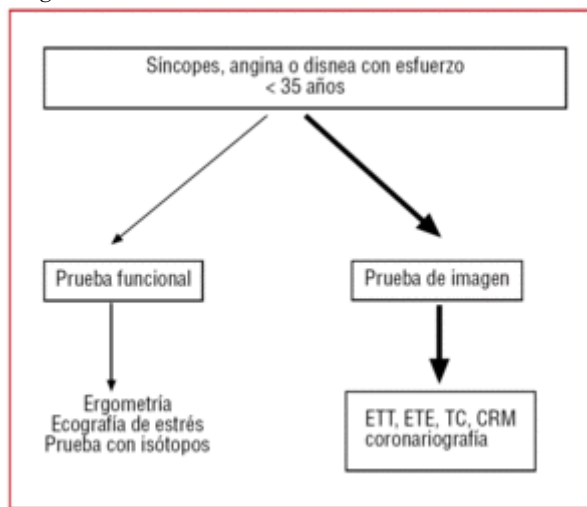 Síncopes, angina o disnea con esfuerzo
< 35 años
Prueba funcional
Prueba de imagen
Ergometría
Ecografía de estrés
Prueba con isótopos
ETT, ETE, TC, CRM
coronariografía